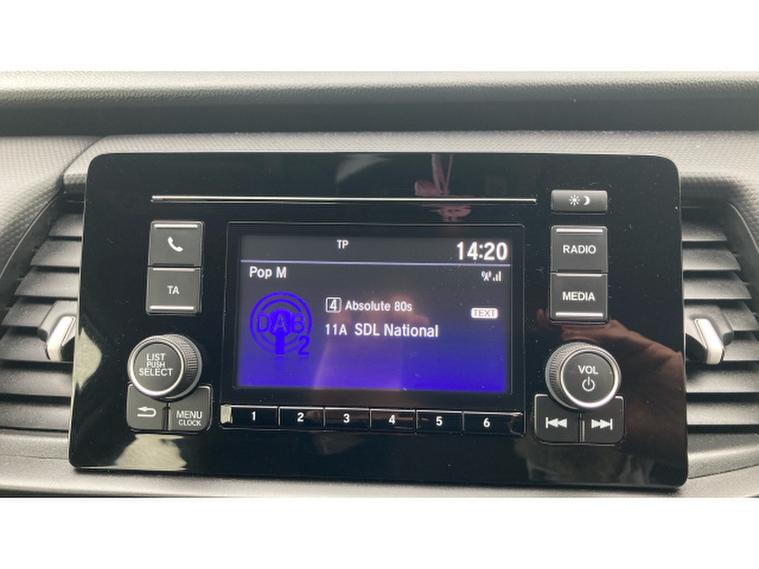 TP 14:20
Pop M
4 Absolute 80s
TEXT
11A SDL National
DAB
2
TA
LIST
PUSH
SELECT
MENU
CLOCK
1 2 3 4 5 6
RADIO
MEDIA
VOL